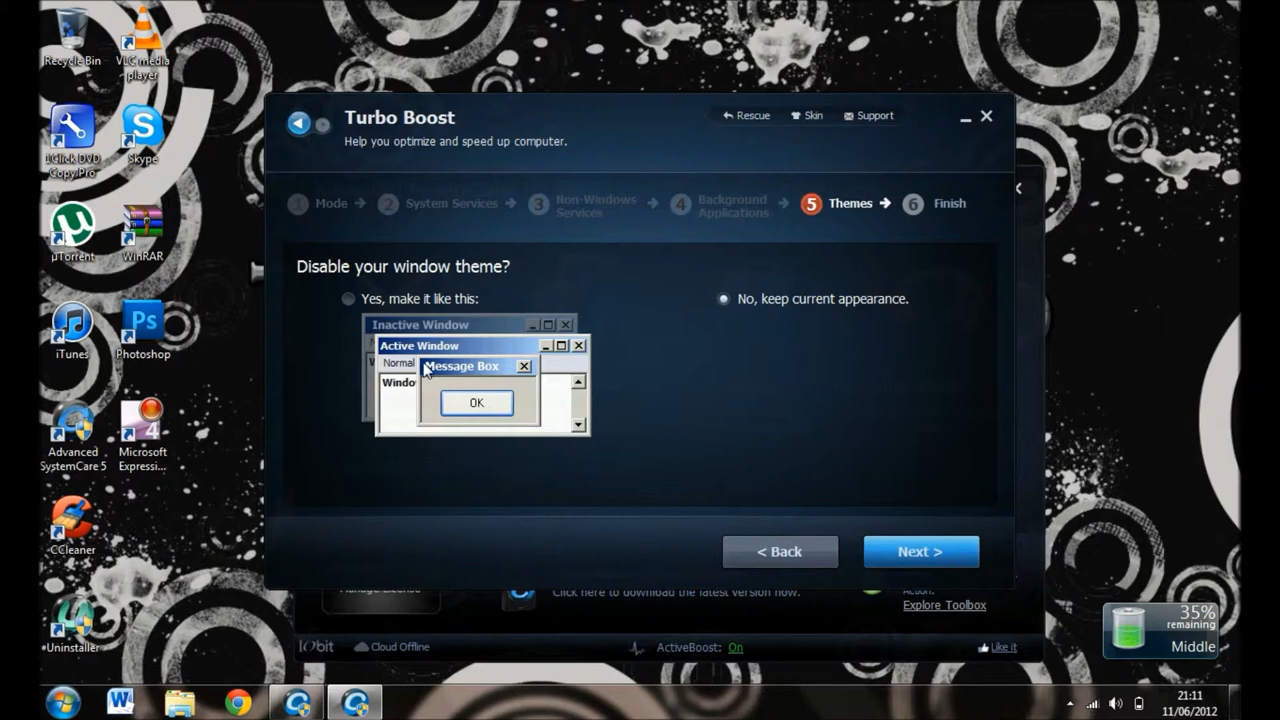 Recycle Bin
VLC media
player
1Click DVD
Copy Pro
Skype
µTorrent
WinRAR
iTunes
Ps
Photoshop
Advanced
SystemCare 5
4
Microsoft
Expressi...
CCleaner
Uninstaller
Turbo Boost
Help you optimize and speed up computer.
Rescue
Skin
Support
1 Mode
2 System Services
3 Non-Windows
Services
4 Background
Applications
5 Themes
6 Finish
Disable your window theme?
Yes, make it like this:
No, keep current appearance.
Inactive Window
Active Window
Normal
Message Box
Windo
OK
< Back
Next >
Click here to download the latest version now.
Explore Toolbox
IObit
Cloud Offline
ActiveBoost: On
Like it
35%
remaining
Middle
21:11
11/06/2012